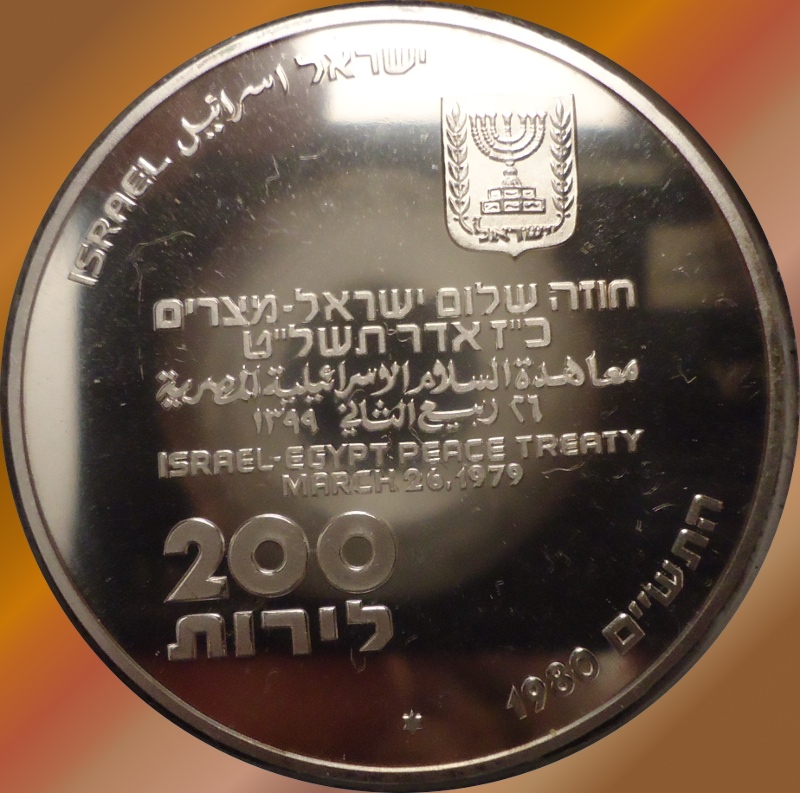 ישראל اسرائيل ISRAEL
ישראל
חוזה שלום ישראל-מצרים
כ"ז אדר תשל"ט
معاهدة السلام الاسرائيلية المصرية
٢٦ ربيع الثاني ١٣٩٩
ISRAEL-EGYPT PEACE TREATY
MARCH 26, 1979
200
לירות
התש"ם 1980